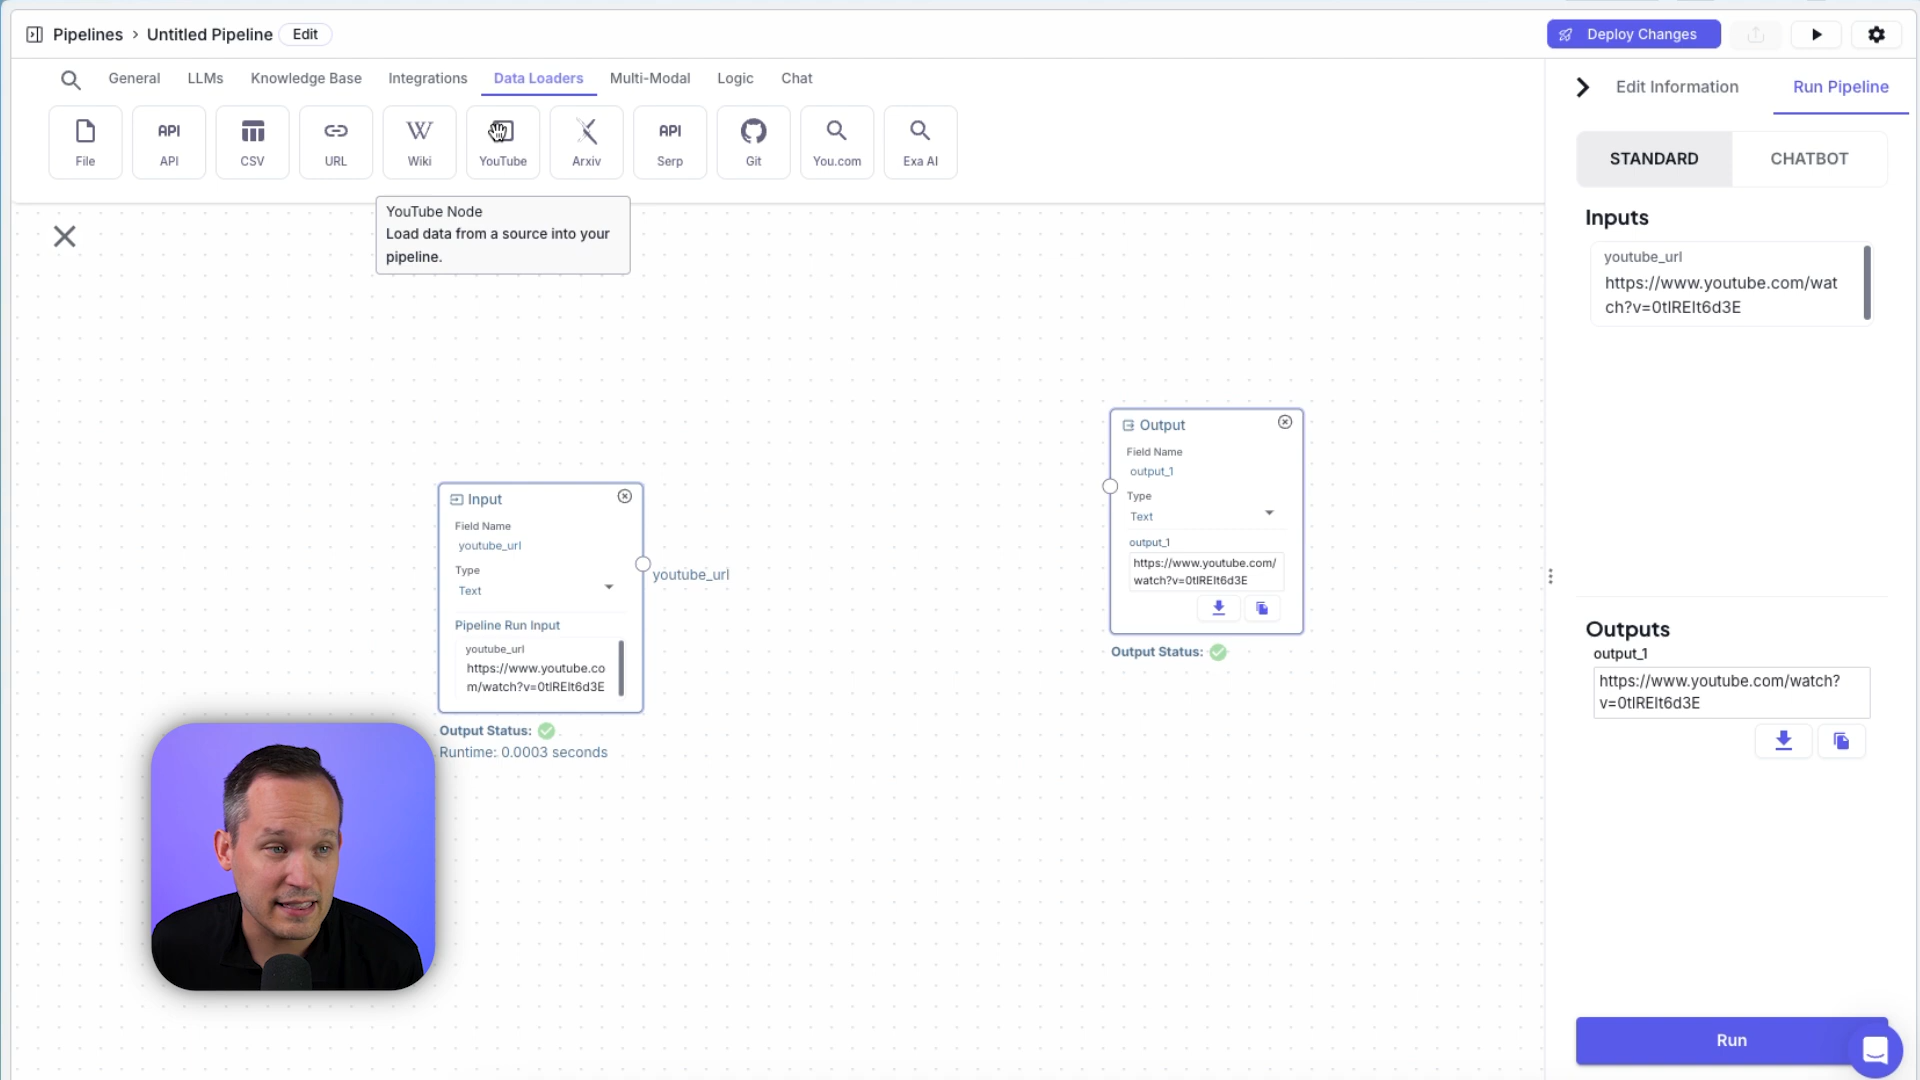 Pipelines › Untitled Pipeline Edit
Deploy Changes
General LLMs Knowledge Base Integrations Data Loaders Multi-Modal Logic Chat
File
API
API
CSV
URL
W
Wiki
YouTube
Arxiv
API
Serp
Git
You.com
Exa AI
YouTube Node
Load data from a source into your
pipeline.
Input
Field Name
youtube_url
Type
Text
Pipeline Run Input
youtube_url
https://www.youtube.co
m/watch?v=0tlREIt6d3E
youtube_url
Output Status:
Runtime: 0.0003 seconds
Output
Field Name
output_1
Type
Text
output_1
https://www.youtube.com/
watch?v=0tlREIt6d3E
Output Status:
Edit Information Run Pipeline
STANDARD CHATBOT
Inputs
youtube_url
https://www.youtube.com/wat
ch?v=0tlREIt6d3E
Outputs
output_1
https://www.youtube.com/watch?
v=0tlREIt6d3E
Run